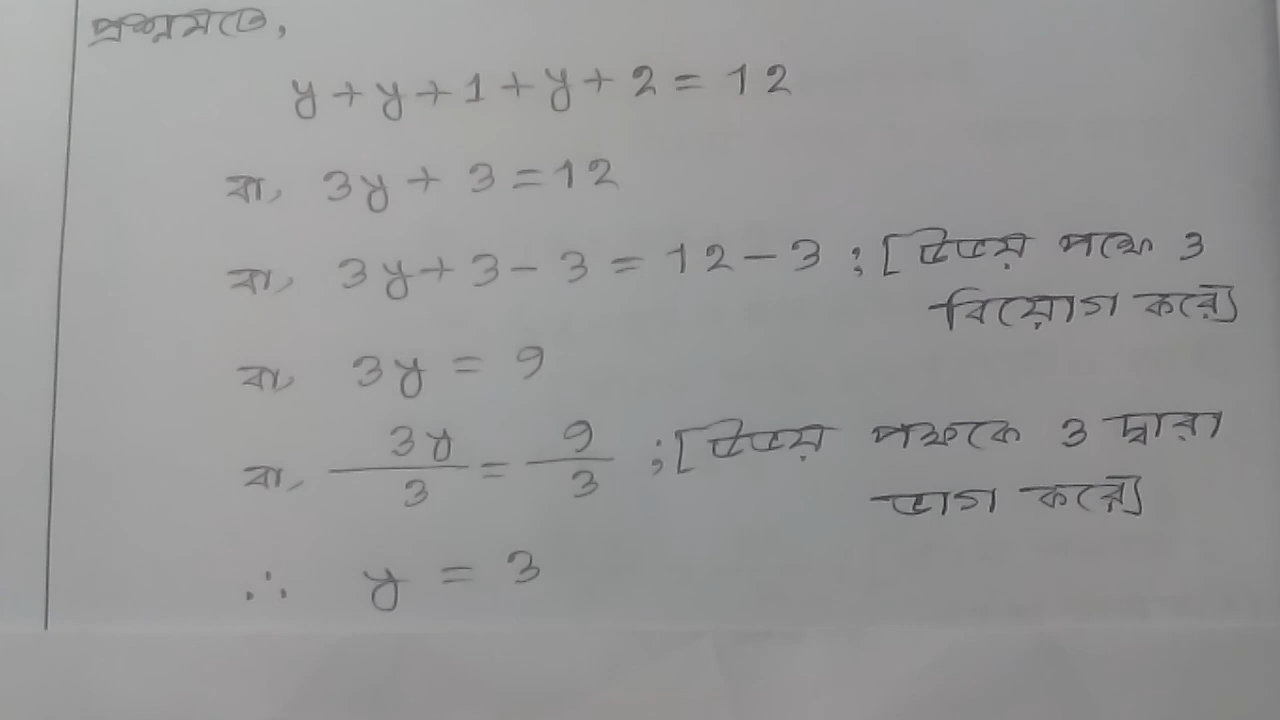 প্রশ্নমতে,
y + y + 1 + y + 2 = 12
বা, 3y + 3 = 12
বা, 3y + 3 - 3 = 12 - 3 ; [উভয় পক্ষে 3
বিয়োগ করে]
বা, 3y = 9
বা, 3y/3 = 9/3 ; [উভয় পক্ষকে 3 দ্বারা
ভাগ করে]
∴ y = 3